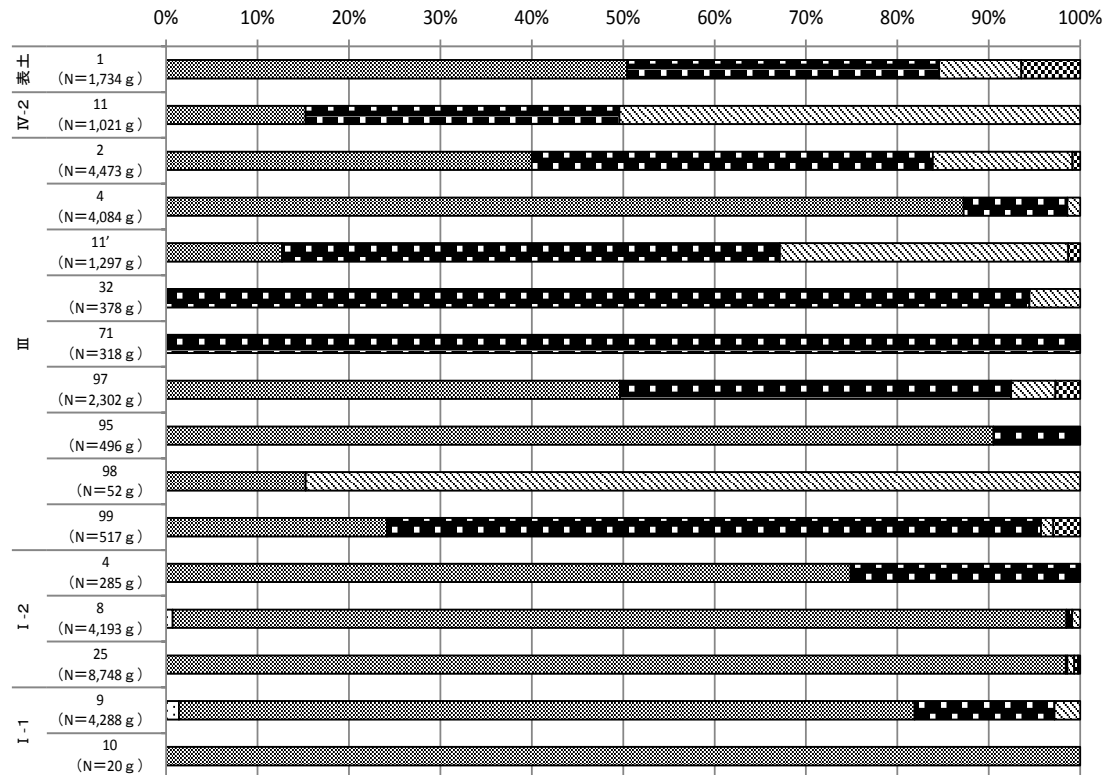 0% 10% 20% 30% 40% 50% 60% 70% 80% 90% 100%
表土
1
（N＝1,734ｇ）
Ⅳ-2
11
（N＝1,021ｇ）
Ⅲ
2
（N＝4,473ｇ）
4
（N＝4,084ｇ）
11’
（N＝1,297ｇ）
32
（N＝378ｇ）
71
（N＝318ｇ）
97
（N＝2,302ｇ）
95
（N＝496ｇ）
98
（N＝52ｇ）
99
（N＝517ｇ）
Ⅰ-2
4
（N＝285ｇ）
8
（N＝4,193ｇ）
25
（N＝8,748ｇ）
Ⅰ-1
9
（N＝4,288ｇ）
10
（N＝20ｇ）